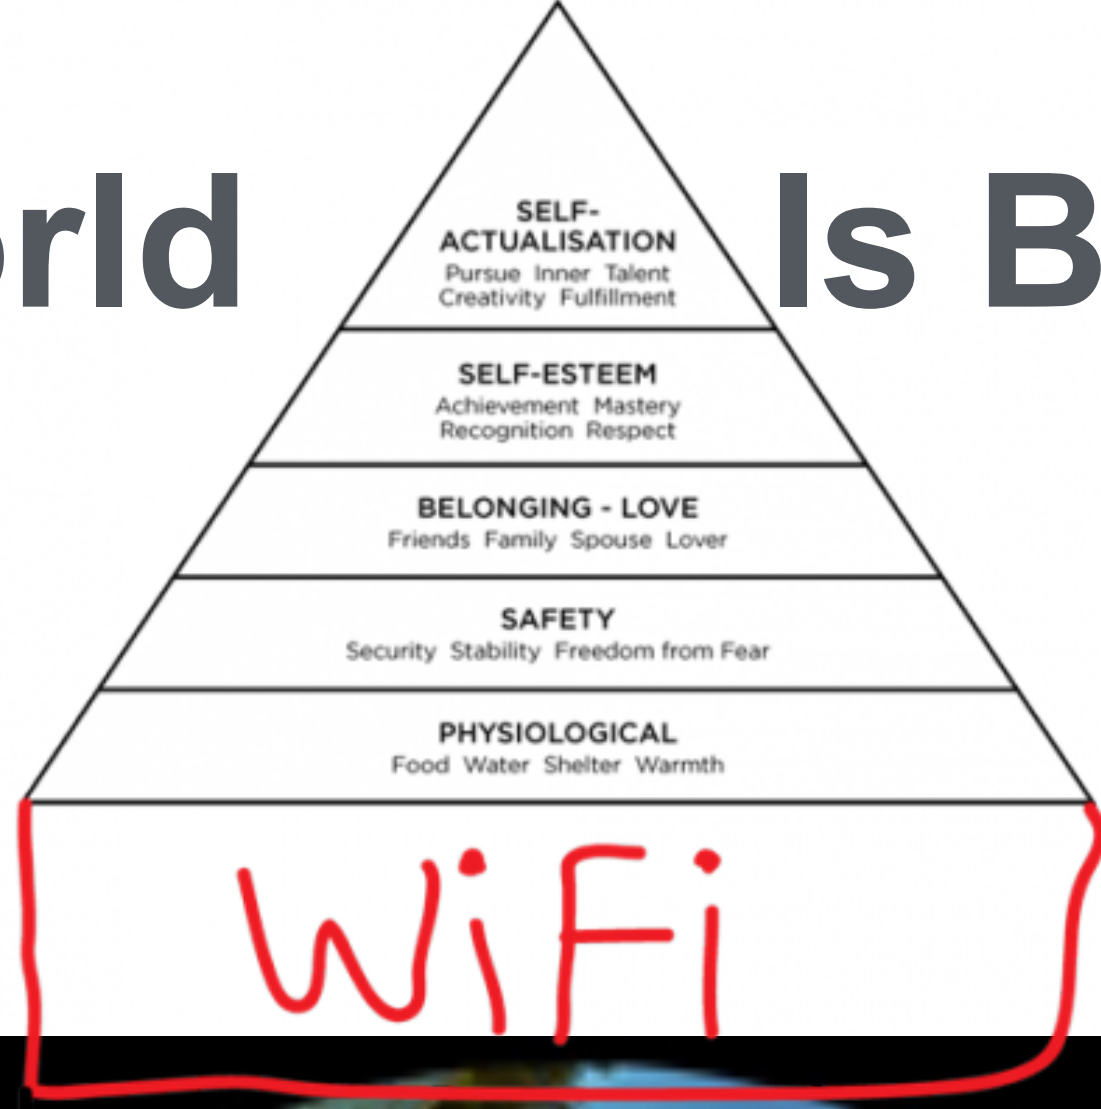 orld Is B
SELF-
ACTUALISATION
Pursue Inner Talent
Creativity Fulfillment
SELF-ESTEEM
Achievement Mastery
Recognition Respect
BELONGING - LOVE
Friends Family Spouse Lover
SAFETY
Security Stability Freedom from Fear
PHYSIOLOGICAL
Food Water Shelter Warmth
WiFi